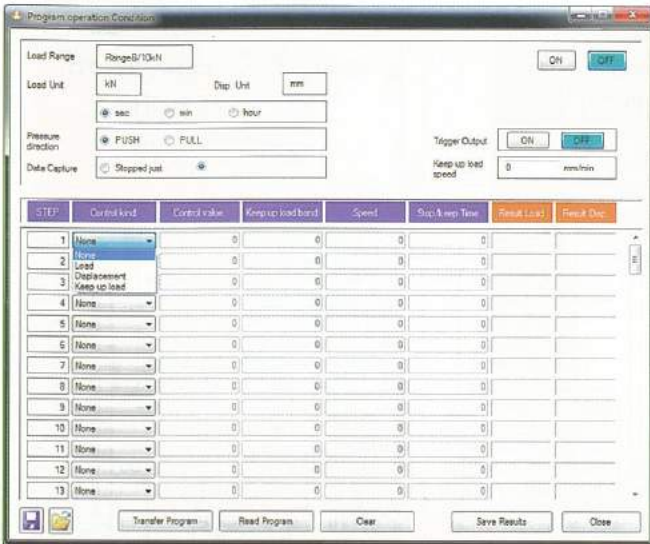 Program operation Condition
Load Range Range8/10kN ON OFF
Load Unit kN Disp. Unit mm
sec min hour
Pressure direction PUSH PULL Trigger Output ON OFF
Data Capture Stopped just Keep up load speed 0 mm/min
STEP Control kind Control value Keep up load band Speed Stop/keep Time Result Load Result Disp
1 None 0 0 0 0
None
Load
Displacement
Keep up load
2 0 0 0 0
3 0 0 0 0
4 None 0 0 0 0
5 None 0 0 0 0
6 None 0 0 0 0
7 None 0 0 0 0
8 None 0 0 0 0
9 None 0 0 0 0
10 None 0 0 0 0
11 None 0 0 0 0
12 None 0 0 0 0
13 None 0 0 0 0
Transfer Program Read Program Clear Save Results Close